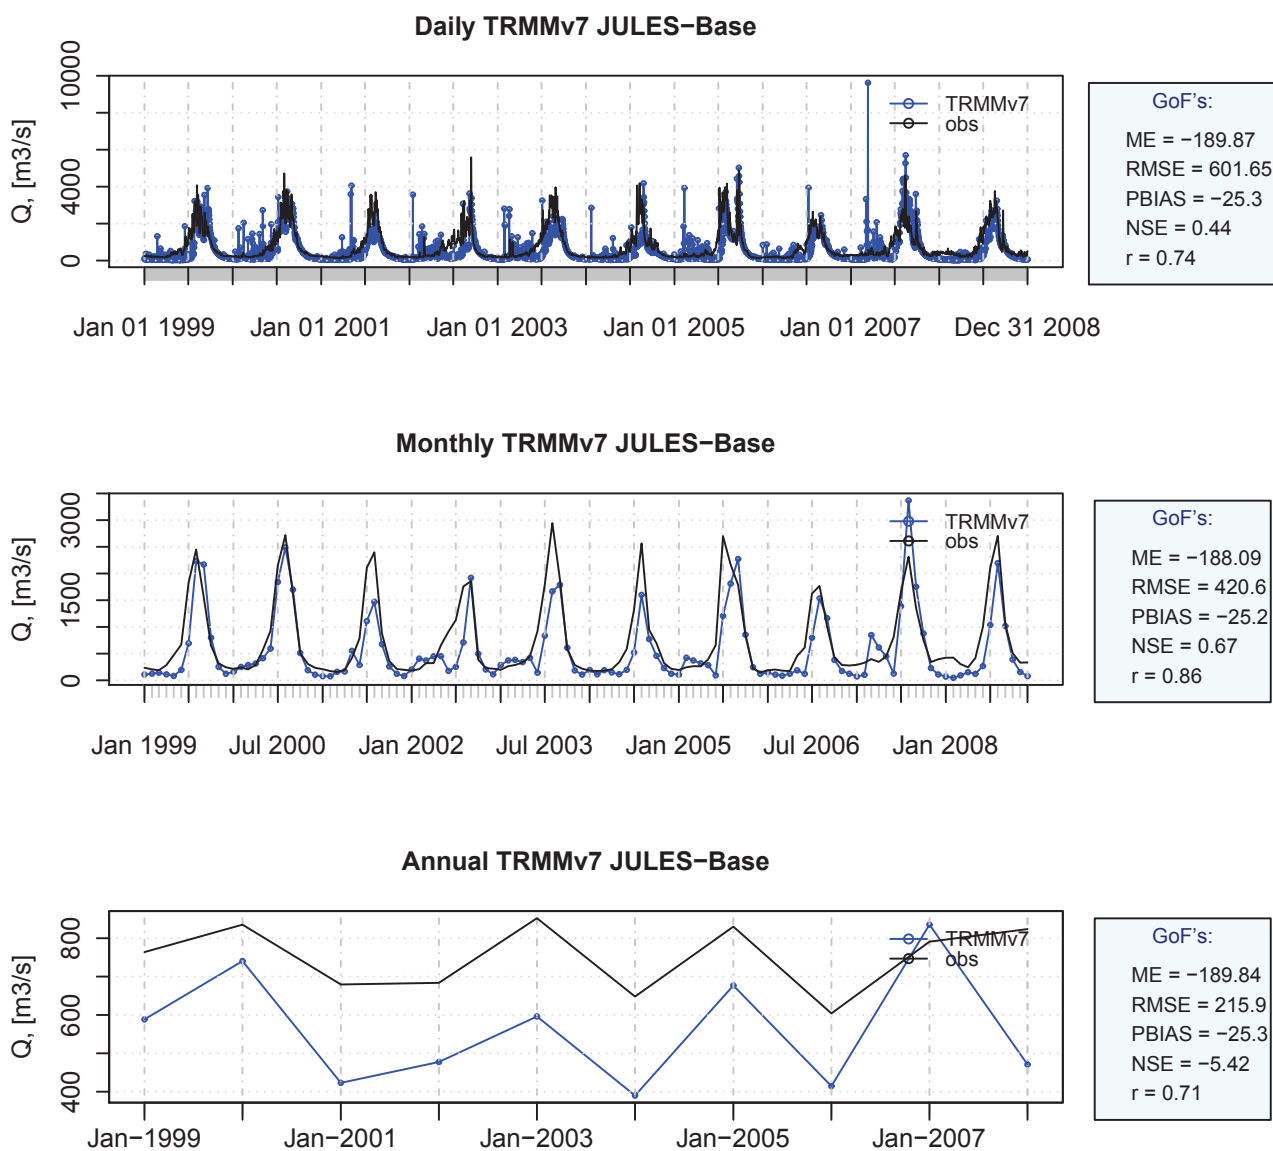 Daily TRMMv7 JULES−Base
Q, [m3/s]
10000
4000
0
TRMMv7
obs
Jan 01 1999
Jan 01 2001
Jan 01 2003
Jan 01 2005
Jan 01 2007
Dec 31 2008
GoF's:
ME = −189.87
RMSE = 601.65
PBIAS = −25.3
NSE = 0.44
r = 0.74
Monthly TRMMv7 JULES−Base
Q, [m3/s]
3000
1500
0
TRMMv7
obs
Jan 1999
Jul 2000
Jan 2002
Jul 2003
Jan 2005
Jul 2006
Jan 2008
GoF's:
ME = −188.09
RMSE = 420.6
PBIAS = −25.2
NSE = 0.67
r = 0.86
Annual TRMMv7 JULES−Base
Q, [m3/s]
800
600
400
TRMMv7
obs
Jan−1999
Jan−2001
Jan−2003
Jan−2005
Jan−2007
GoF's:
ME = −189.84
RMSE = 215.9
PBIAS = −25.3
NSE = −5.42
r = 0.71